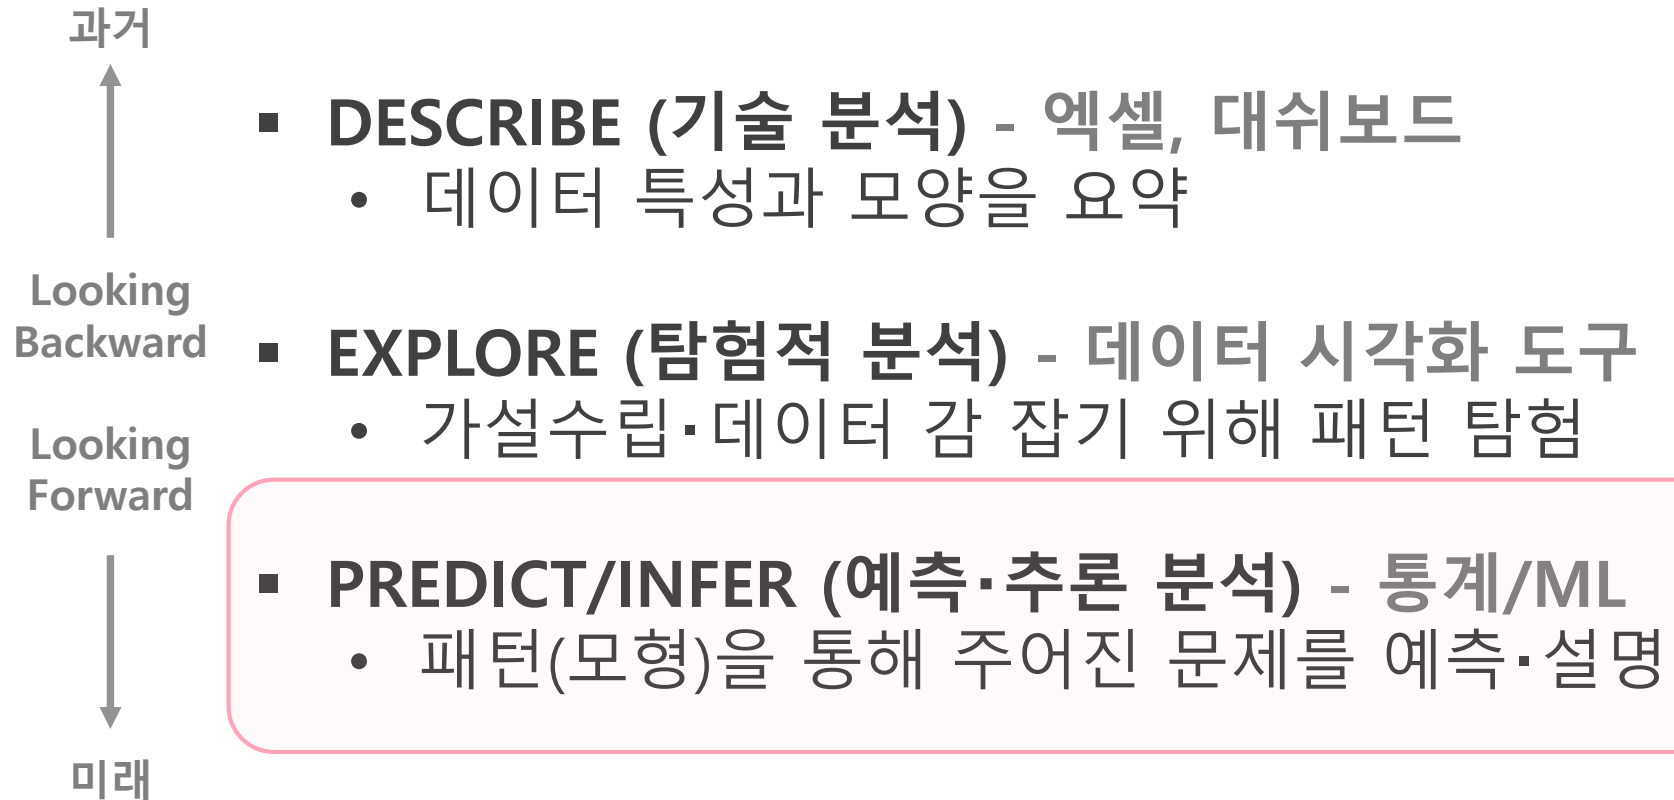 과거
Looking
Backward
Looking
Forward
미래
▪ DESCRIBE (기술 분석) - 엑셀, 대쉬보드
• 데이터 특성과 모양을 요약
▪ EXPLORE (탐험적 분석) - 데이터 시각화 도구
• 가설수립·데이터 감 잡기 위해 패턴 탐험
▪ PREDICT/INFER (예측·추론 분석) - 통계/ML
• 패턴(모형)을 통해 주어진 문제를 예측·설명